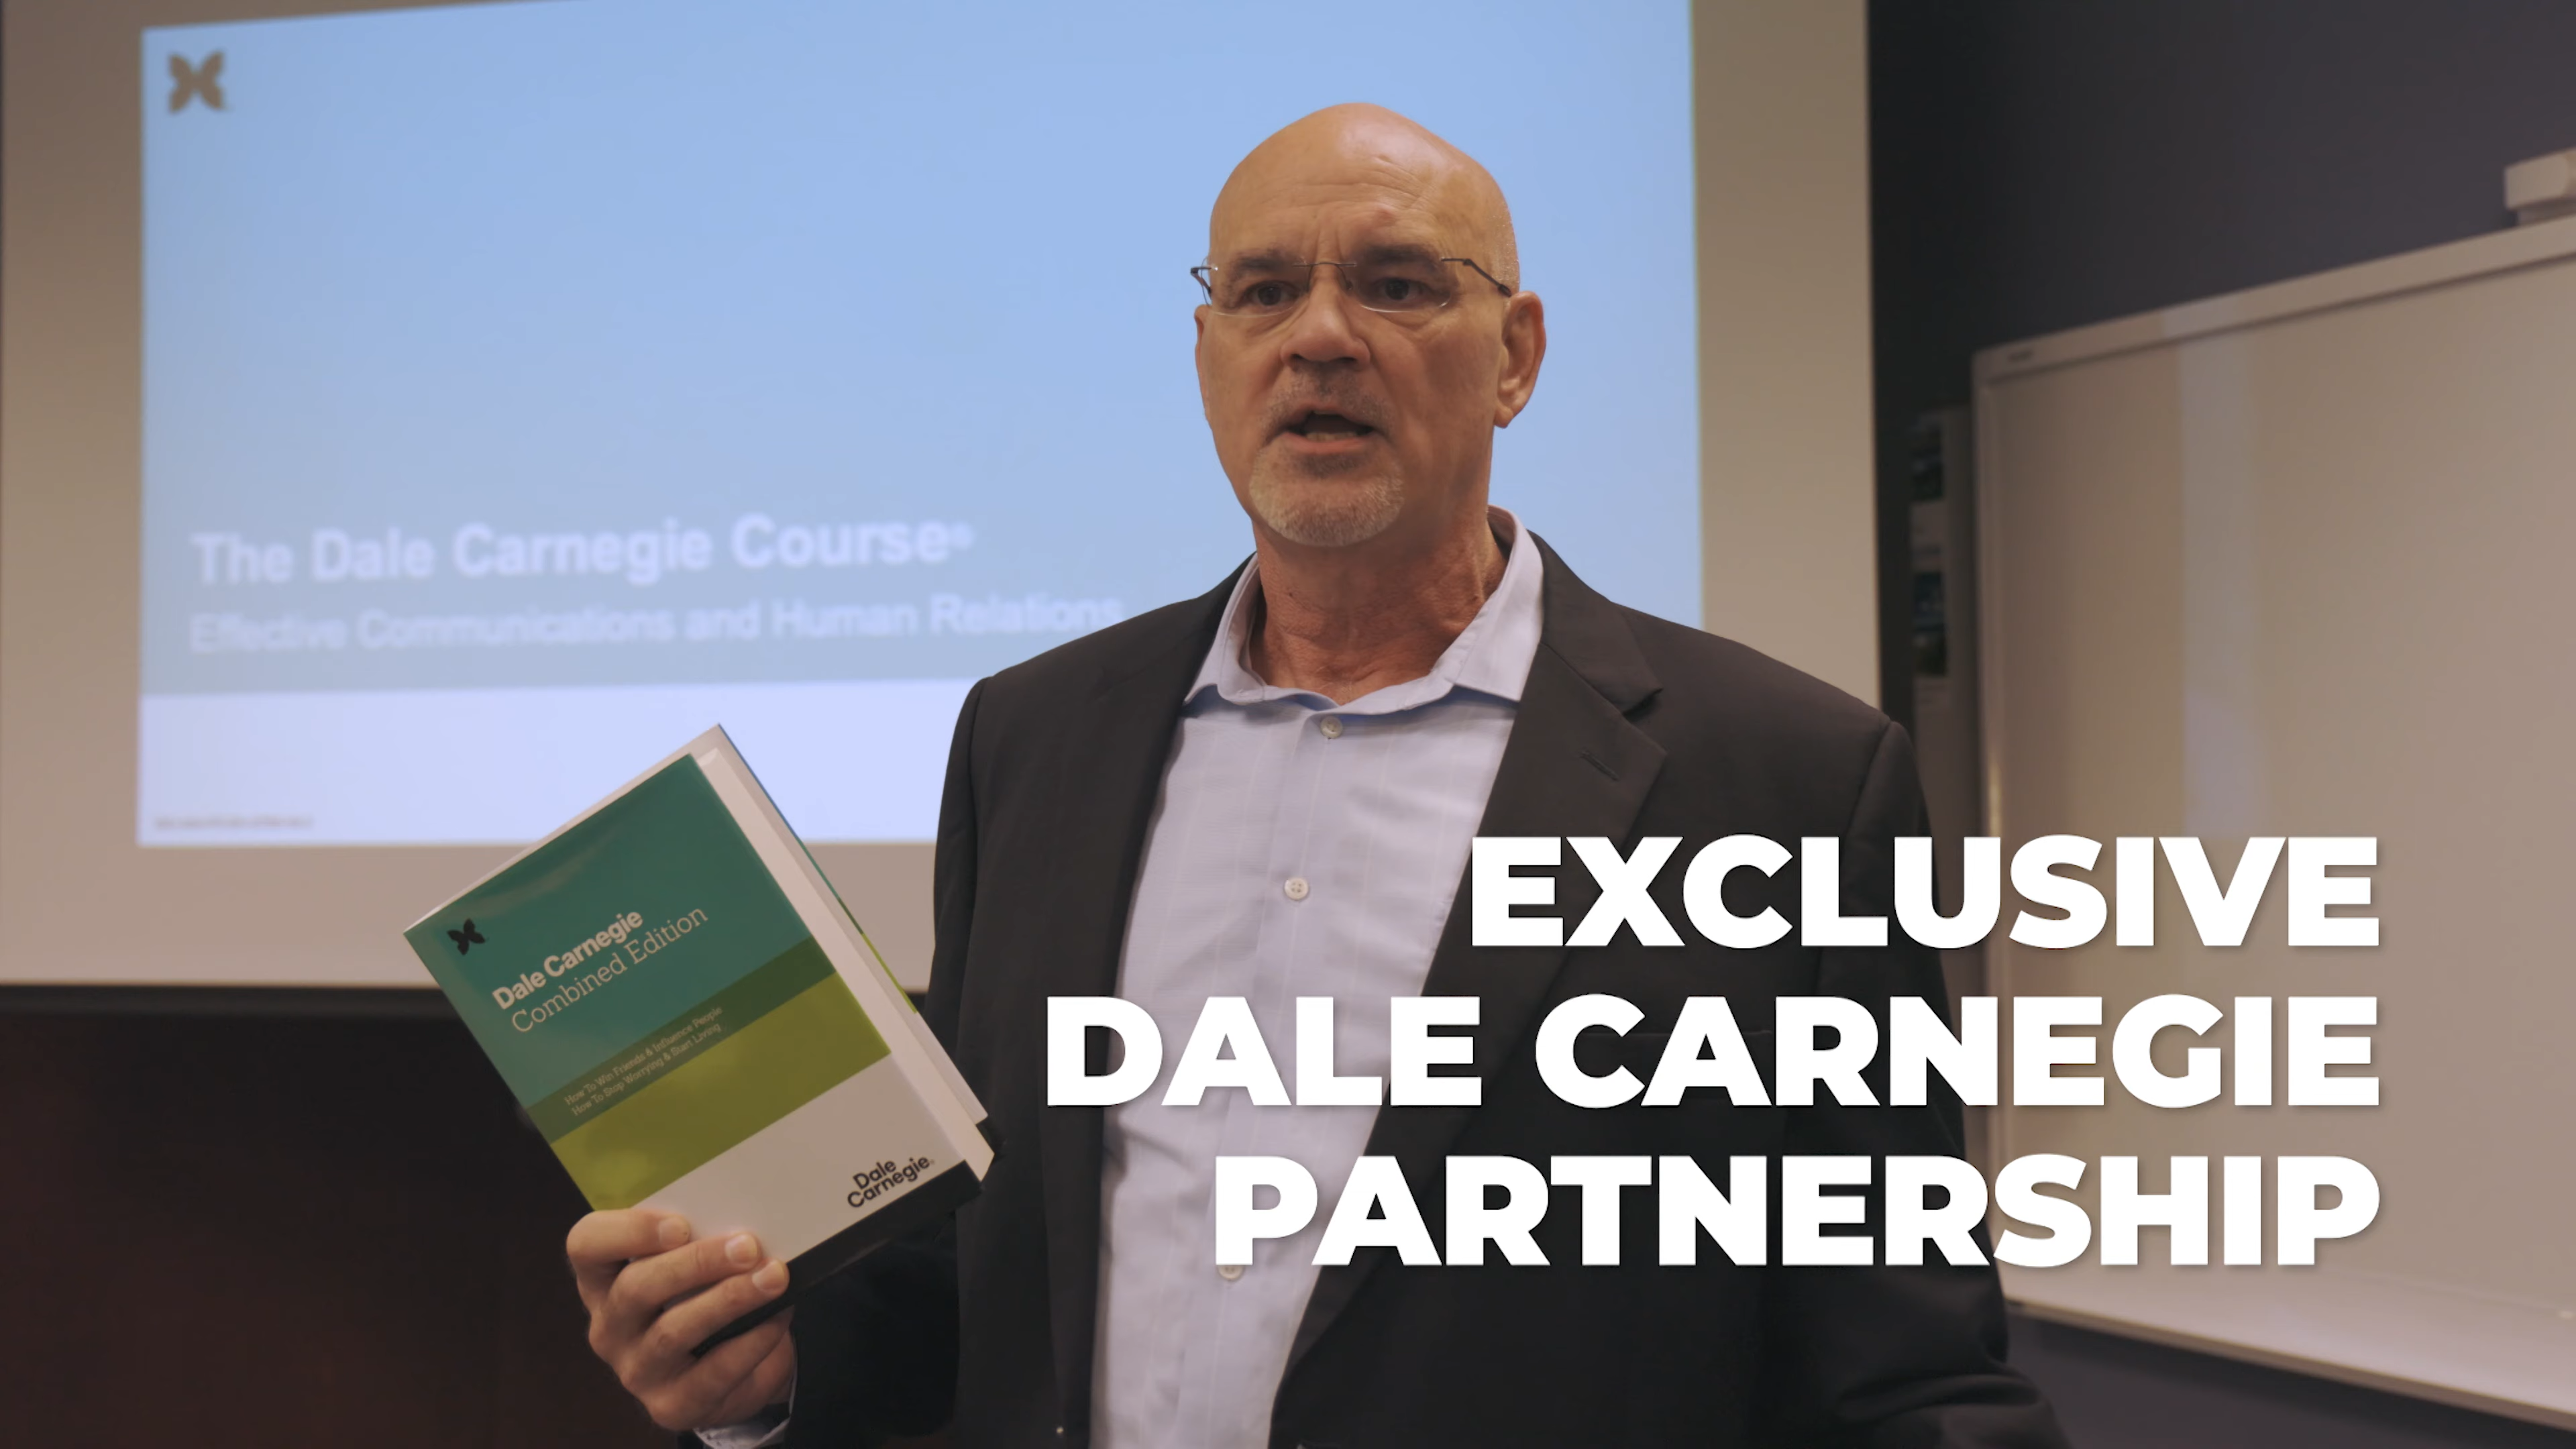 The Dale Carnegie Course®
Effective Communications and Human Relations
Dale Carnegie
Combined Edition
How To Win Friends & Influence People
How To Stop Worrying & Start Living
Dale
Carnegie
EXCLUSIVE
DALE CARNEGIE
PARTNERSHIP